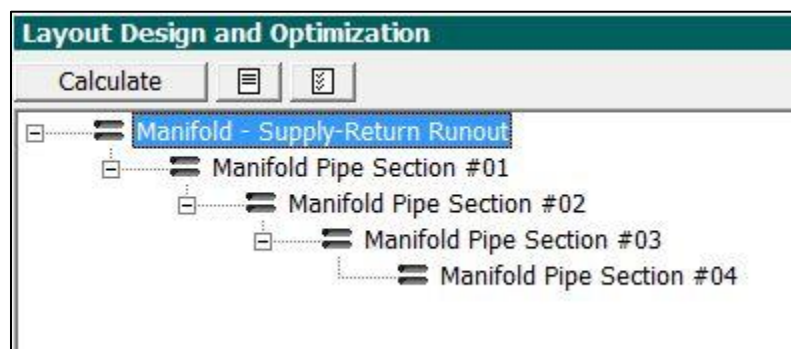 Layout Design and Optimization
Calculate
Manifold - Supply-Return Runout
Manifold Pipe Section #01
Manifold Pipe Section #02
Manifold Pipe Section #03
Manifold Pipe Section #04